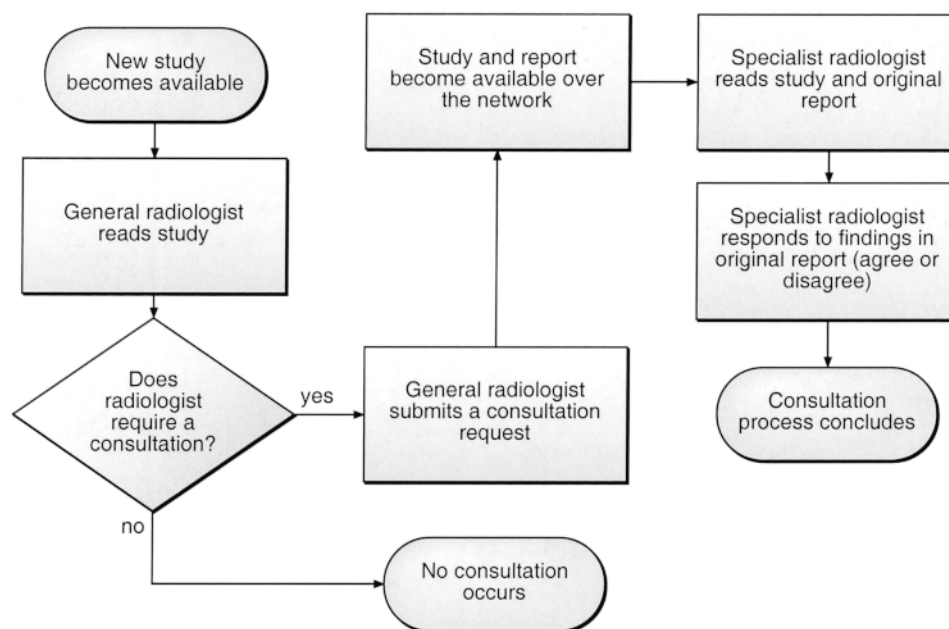 New study
becomes available
General radiologist
reads study
Does
radiologist
require a
consultation?
yes
no
General radiologist
submits a consultation
request
Study and report
become available over
the network
Specialist radiologist
reads study and original
report
Specialist radiologist
responds to findings in
original report (agree or
disagree)
Consultation
process concludes
No consultation
occurs